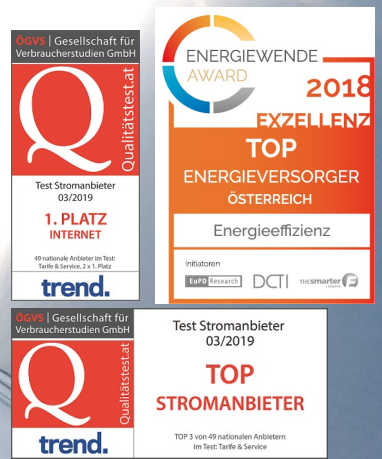 ÖGVS | Gesellschaft für
Verbraucherstudien GmbH
Q
Qualitätstest.at
Test Stromanbieter
03/2019
1. PLATZ
INTERNET
49 nationale Anbieter im Test:
Tarife & Service, 2 x 1. Platz
trend.
ENERGIEWENDE
AWARD
2018
EXZELLENZ
TOP
ENERGIEVERSORGER
ÖSTERREICH
Energieeffizienz
Initiatoren
EuPD Research
DCTI
THE smarter E
ÖGVS | Gesellschaft für
Verbraucherstudien GmbH
Q
Qualitätstest.at
trend.
Test Stromanbieter
03/2019
TOP
STROMANBIETER
TOP 3 von 49 nationalen Anbietern
im Test: Tarife & Service